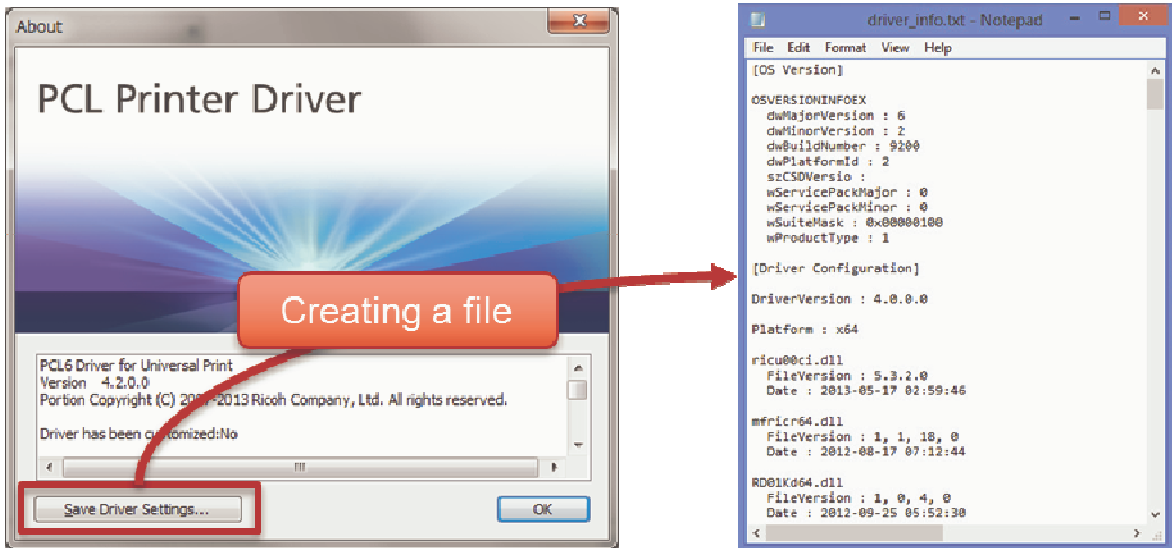 About
PCL Printer Driver
Creating a file
PCL6 Driver for Universal Print
Version 4.2.0.0
Portion Copyright (C) 2007-2013 Ricoh Company, Ltd. All rights reserved.
Driver has been customized:No
Save Driver Settings...
OK
driver_info.txt - Notepad
File Edit Format View Help
[OS Version]
OSVERSIONINFOEX
dwMajorVersion : 6
dwMinorVersion : 2
dwBuildNumber : 9200
dwPlatformId : 2
szCSDVersio :
wServicePackMajor : 0
wServicePackMinor : 0
wSuiteMask : 0x00000100
wProductType : 1
[Driver Configuration]
DriverVersion : 4.0.0.0
Platform : x64
ricu00ci.dll
FileVersion : 5.3.2.0
Date : 2013-05-17 02:59:46
mfricr64.dll
FileVersion : 1, 1, 18, 0
Date : 2012-08-17 07:12:44
RD01Kd64.dll
FileVersion : 1, 0, 4, 0
Date : 2012-09-25 05:52:30